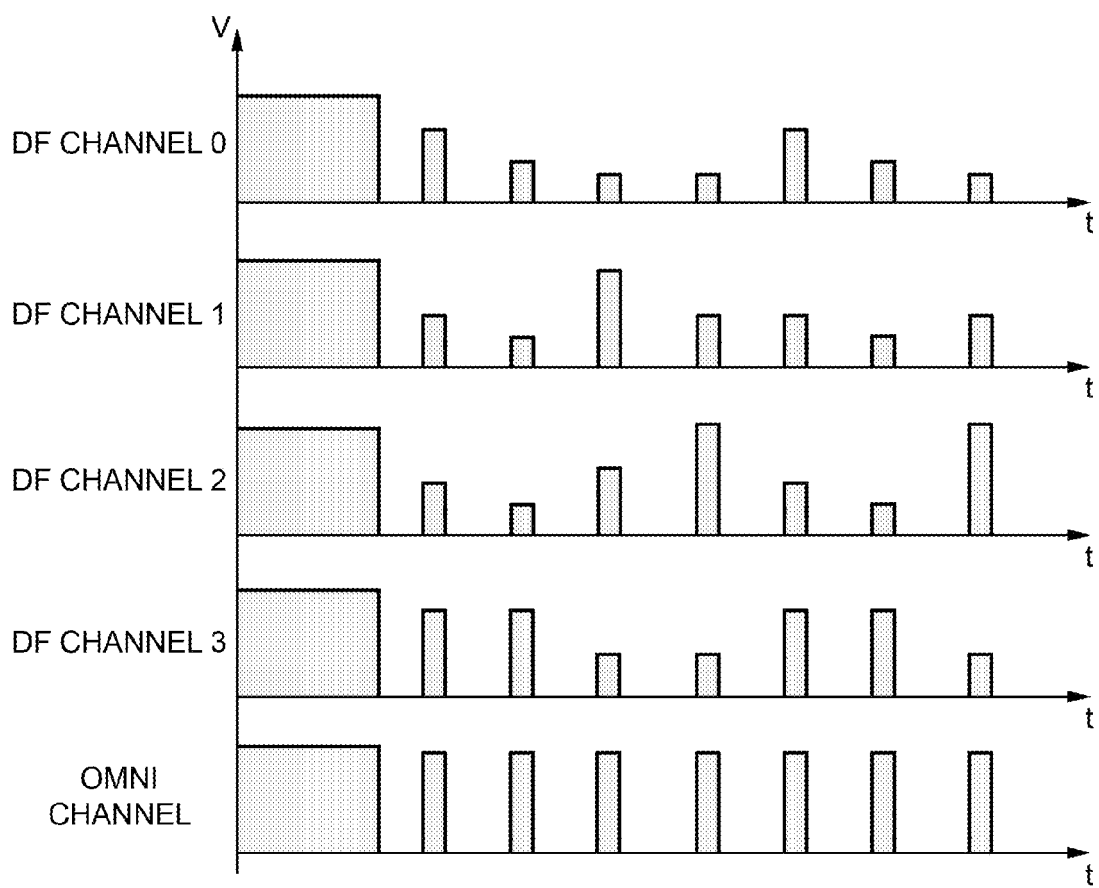 V
DF CHANNEL 0
t
DF CHANNEL 1
t
DF CHANNEL 2
t
DF CHANNEL 3
t
OMNI
CHANNEL
t